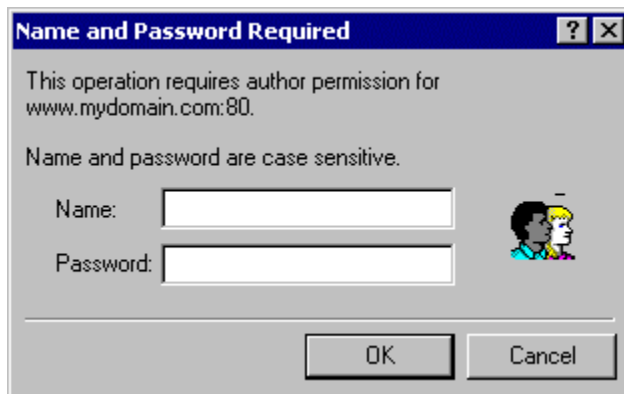 Name and Password Required
This operation requires author permission for
www.mydomain.com:80.
Name and password are case sensitive.
Name:
Password:
OK Cancel